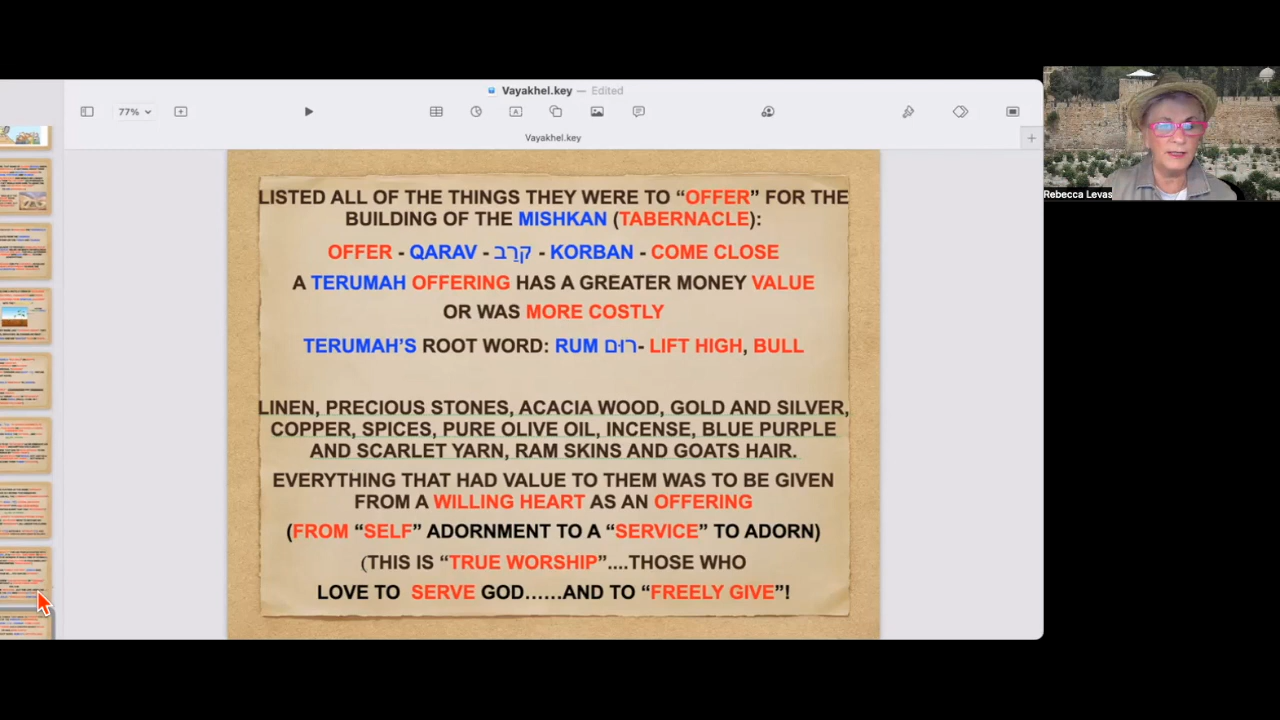 Vayakhel.key — Edited
77%
Vayakhel.key
LISTED ALL OF THE THINGS THEY WERE TO “OFFER” FOR THE
BUILDING OF THE MISHKAN (TABERNACLE):
OFFER - QARAV - קרַב - KORBAN - COME CLOSE
A TERUMAH OFFERING HAS A GREATER MONEY VALUE
OR WAS MORE COSTLY
TERUMAH’S ROOT WORD: RUM רוּם- LIFT HIGH, BULL
LINEN, PRECIOUS STONES, ACACIA WOOD, GOLD AND SILVER,
COPPER, SPICES, PURE OLIVE OIL, INCENSE, BLUE PURPLE
AND SCARLET YARN, RAM SKINS AND GOATS HAIR.
EVERYTHING THAT HAD VALUE TO THEM WAS TO BE GIVEN
FROM A WILLING HEART AS AN OFFERING
(FROM “SELF” ADORNMENT TO A “SERVICE” TO ADORN)
(THIS IS “TRUE WORSHIP”....THOSE WHO
LOVE TO SERVE GOD……AND TO “FREELY GIVE”!
Rebecca Levas